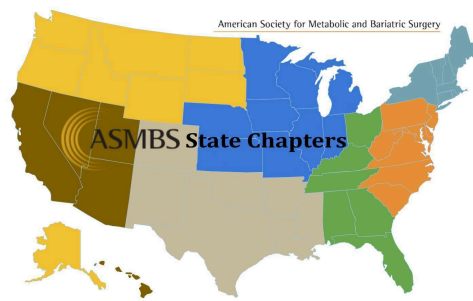 American Society for Metabolic and Bariatric Surgery
ASMBS State Chapters